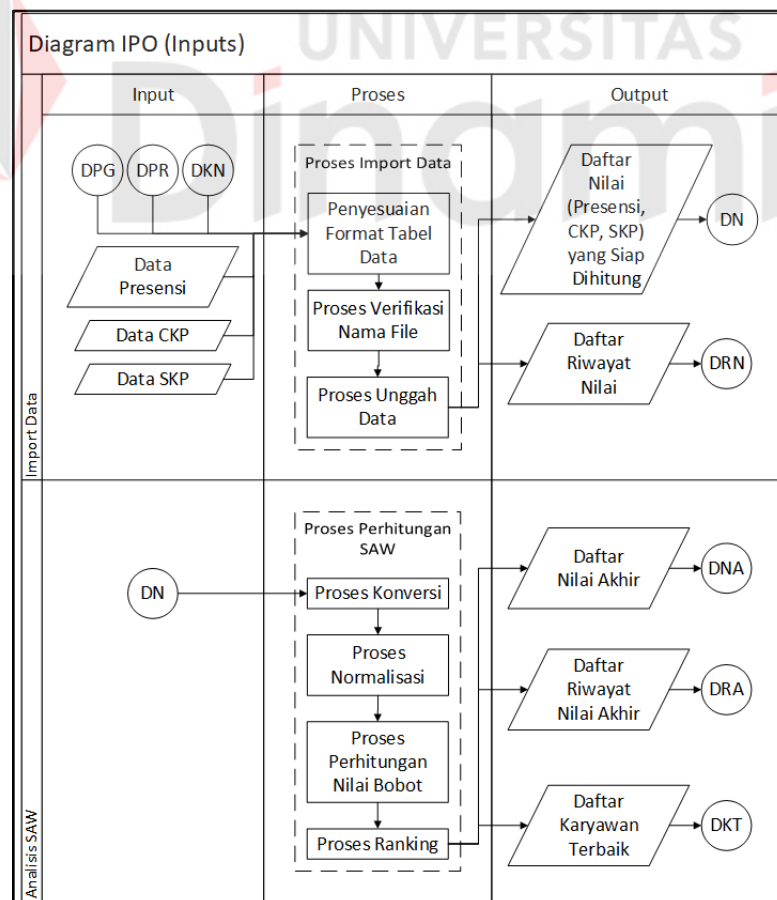 UNIVERSITAS
Dinami
Diagram IPO (Inputs)
Input
Proses
Output
Import Data
DPG
DPR
DKN
Data
Presensi
Data CKP
Data SKP
Proses Import Data
Penyesuaian
Format Tabel
Data
Proses Verifikasi
Nama File
Proses Unggah
Data
Daftar
Nilai
(Presensi,
CKP, SKP)
yang Siap
Dihitung
DN
Daftar
Riwayat
Nilai
DRN
Analisis SAW
DN
Proses Perhitungan
SAW
Proses Konversi
Proses
Normalisasi
Proses
Perhitungan
Nilai Bobot
Proses Ranking
Daftar
Nilai Akhir
DNA
Daftar
Riwayat
Nilai Akhir
DRA
Daftar
Karyawan
Terbaik
DKT